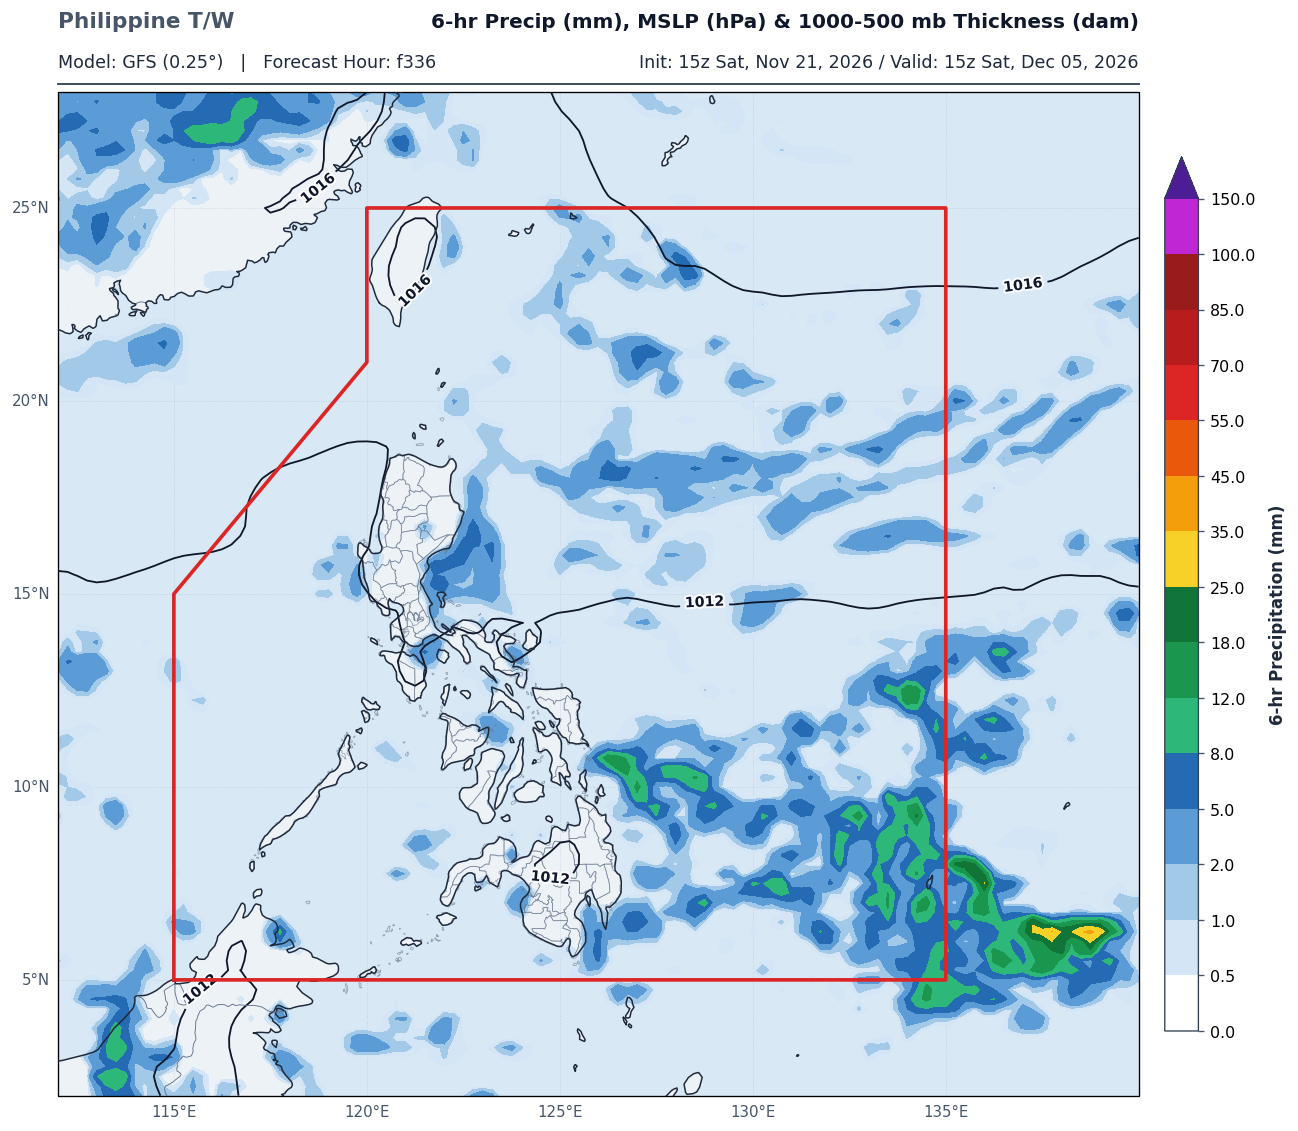 Philippine T/W
6-hr Precip (mm), MSLP (hPa) & 1000-500 mb Thickness (dam)
Model: GFS (0.25°) | Forecast Hour: f336
Init: 15z Sat, Nov 21, 2026 / Valid: 15z Sat, Dec 05, 2026
1016
1016
1016
1012
1012
1012
25°N
20°N
15°N
10°N
5°N
115°E
120°E
125°E
130°E
135°E
150.0
100.0
85.0
70.0
55.0
45.0
35.0
25.0
18.0
12.0
8.0
5.0
2.0
1.0
0.5
0.0
6-hr Precipitation (mm)